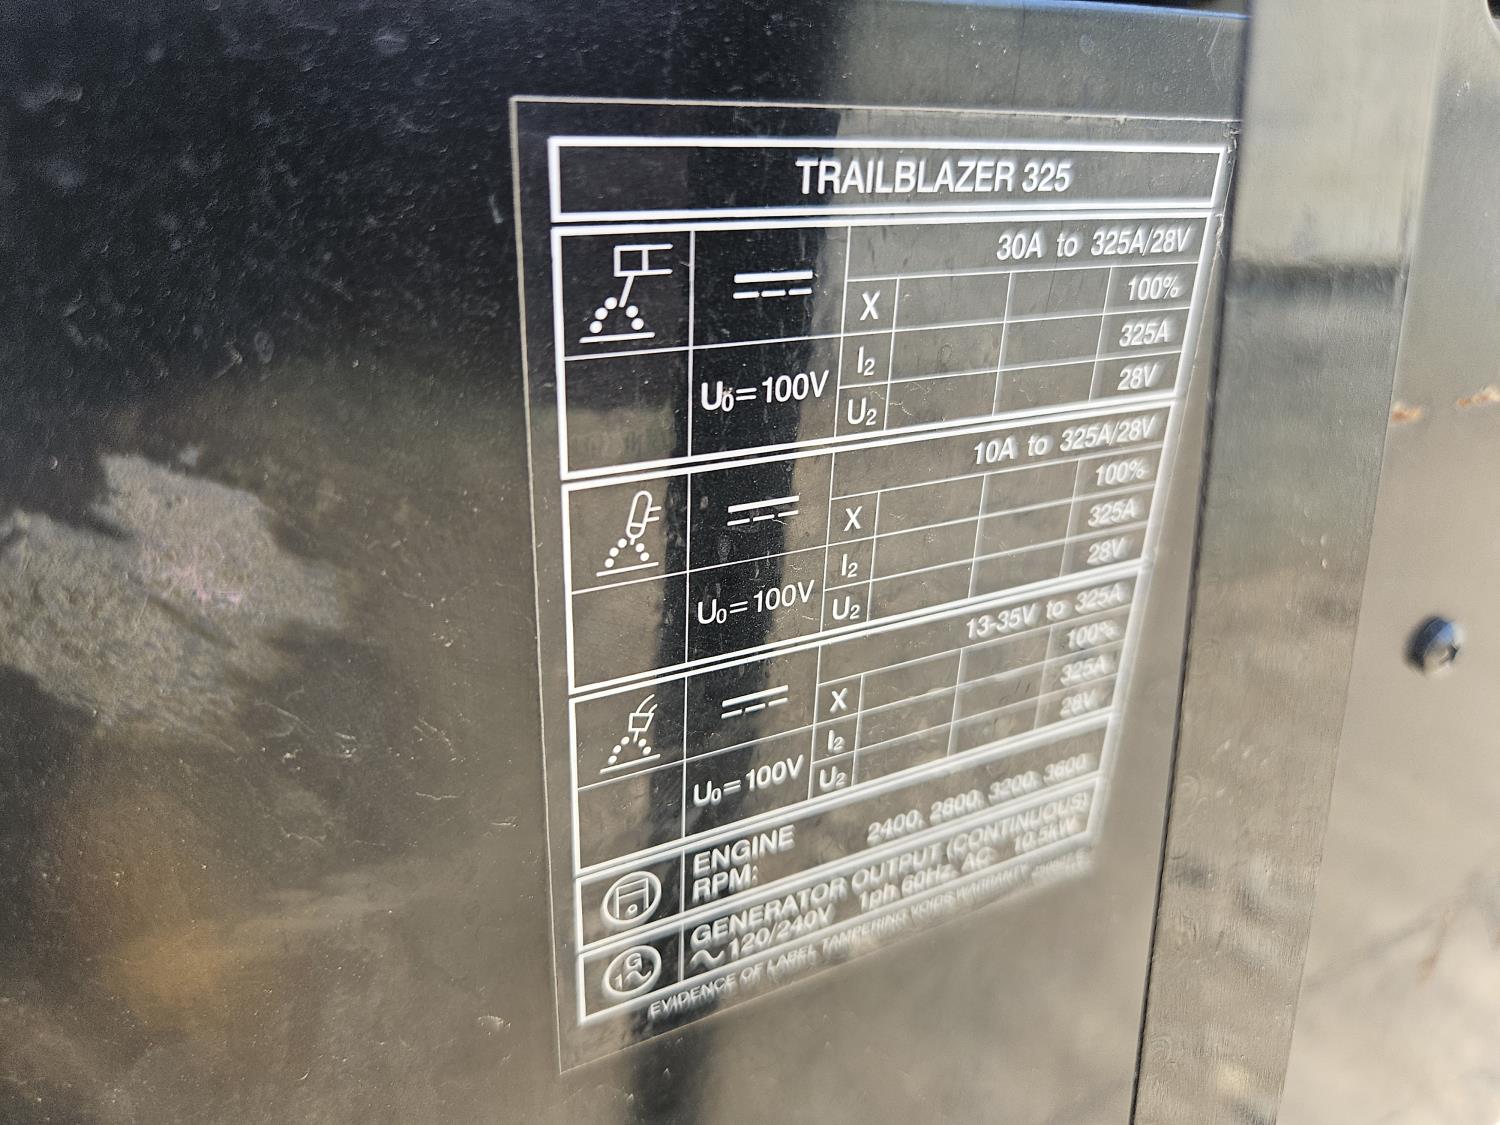 TRAILBLAZER 325
30A to 325A/28V
X 100%
I2 325A
U0=100V
U2 28V
10A to 325A/28V
X 100%
I2 325A
U0=100V
U2 28V
13-35V to 325A
X 100%
I2 325A
U0=100V
U2 28V
ENGINE RPM: 2400, 2800, 3200, 3600
GENERATOR OUTPUT (CONTINUOUS)
~120/240V 1ph 60Hz AC 10.5kW
G
1~
EVIDENCE OF LABEL TAMPERING VOIDS WARRANTY